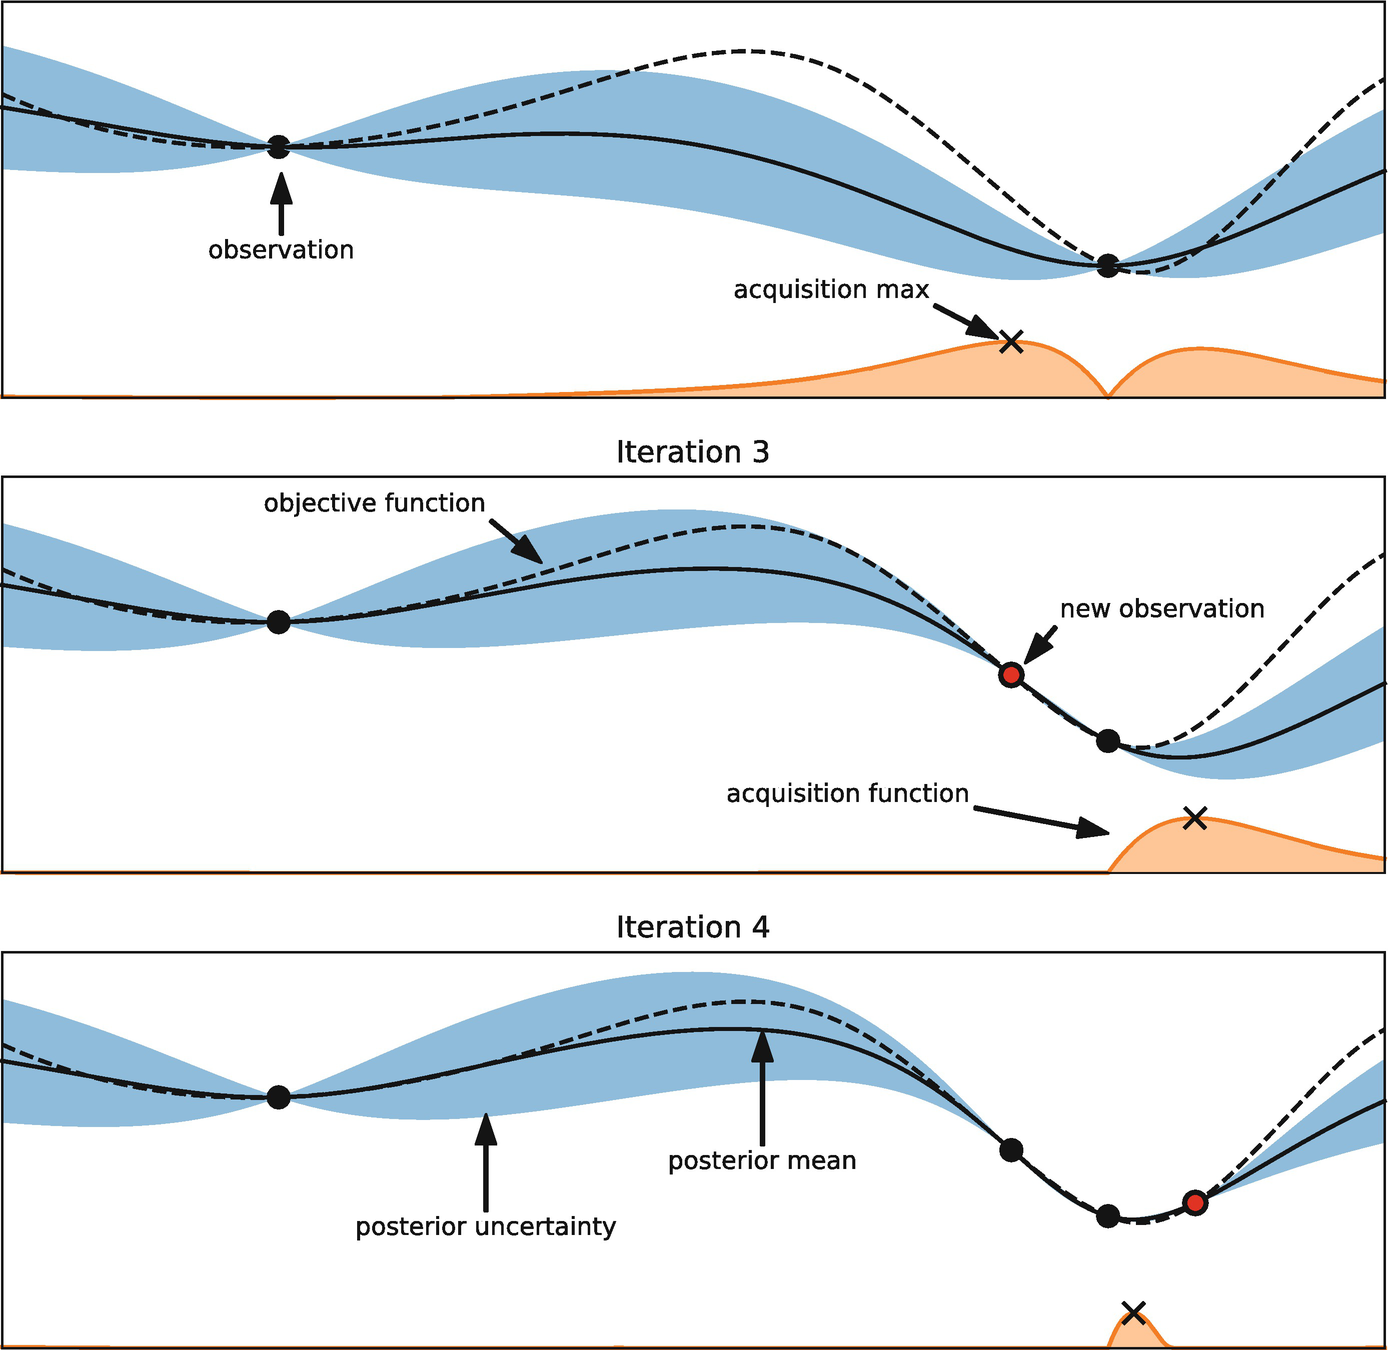 observation
acquisition max
Iteration 3
objective function
new observation
acquisition function
Iteration 4
posterior mean
posterior uncertainty